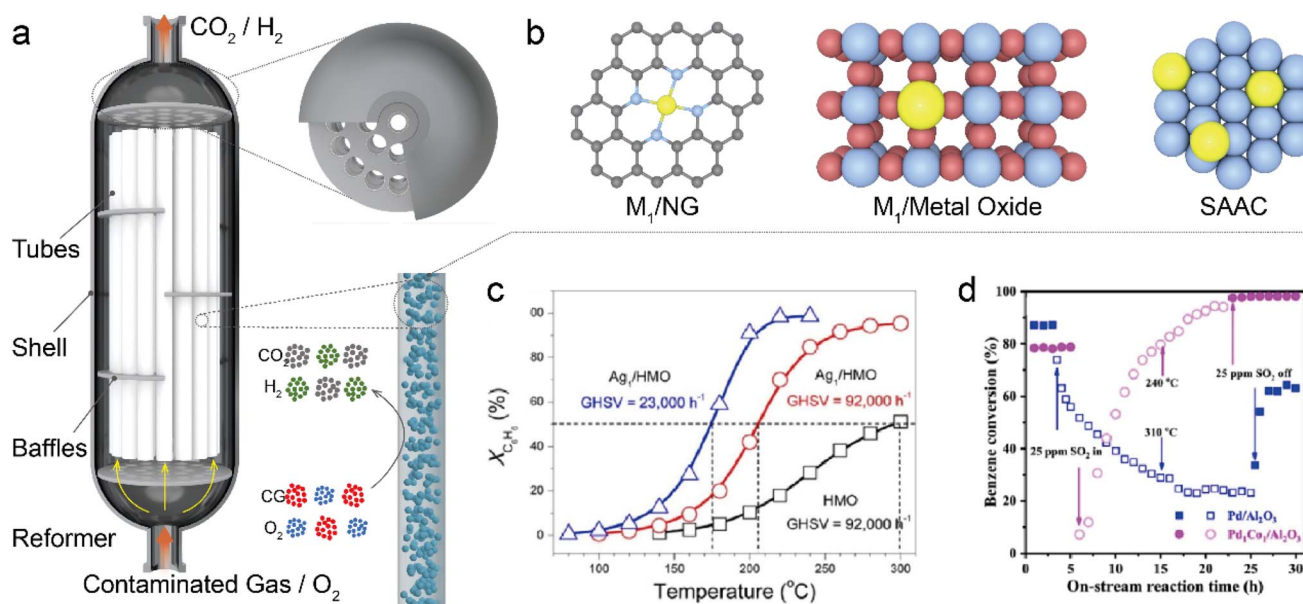 a
CO₂ / H₂
Tubes
Shell
Baffles
Reformer
Contaminated Gas / O₂
CO₂
H₂
CG
O₂
b
M₁/NG
M₁/Metal Oxide
SAAC
c
X_C₆H₆ (%)
00
80
60
40
20
0
Ag₁/HMO
GHSV = 23,000 h⁻¹
Ag₁/HMO
GHSV = 92,000 h⁻¹
HMO
GHSV = 92,000 h⁻¹
100
150
200
250
300
Temperature (°C)
d
Benzene conversion (%)
100
80
60
40
20
0
25 ppm SO₂ in
240 °C
310 °C
25 ppm SO₂ off
Pd/Al₂O₃
Pd₁Co₁/Al₂O₃
0
5
10
15
20
25
30
On-stream reaction time (h)